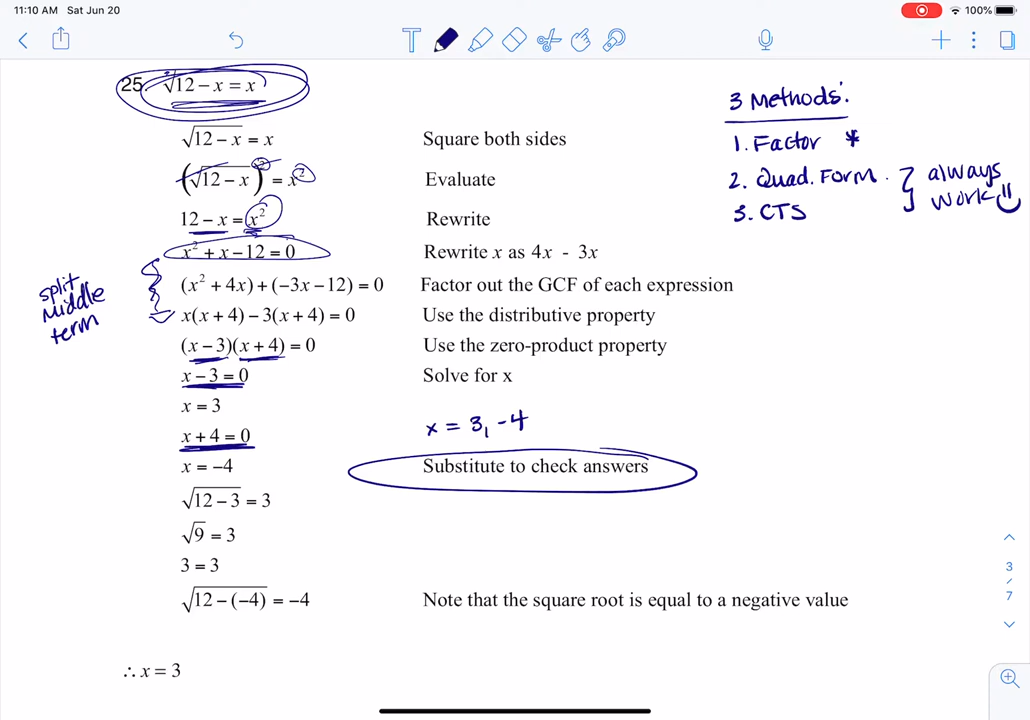 11:10 AM Sat Jun 20
100%
T
25. √12 − x = x
3 Methods:
√12 − x = x Square both sides
1. Factor *
(√12 − x)² = x² Evaluate
2. Quad. Form. } always work
12 − x = x² Rewrite
3. CTS
x² + x − 12 = 0 Rewrite x as 4x - 3x
split middle term
(x² + 4x) + (−3x − 12) = 0 Factor out the GCF of each expression
x(x + 4) − 3(x + 4) = 0 Use the distributive property
(x − 3)(x + 4) = 0 Use the zero-product property
x − 3 = 0 Solve for x
x = 3
x = 3, -4
x + 4 = 0
x = −4 Substitute to check answers
√12 − 3 = 3
√9 = 3
3 = 3
√12 − (−4) = −4 Note that the square root is equal to a negative value
∴ x = 3
3
/
7